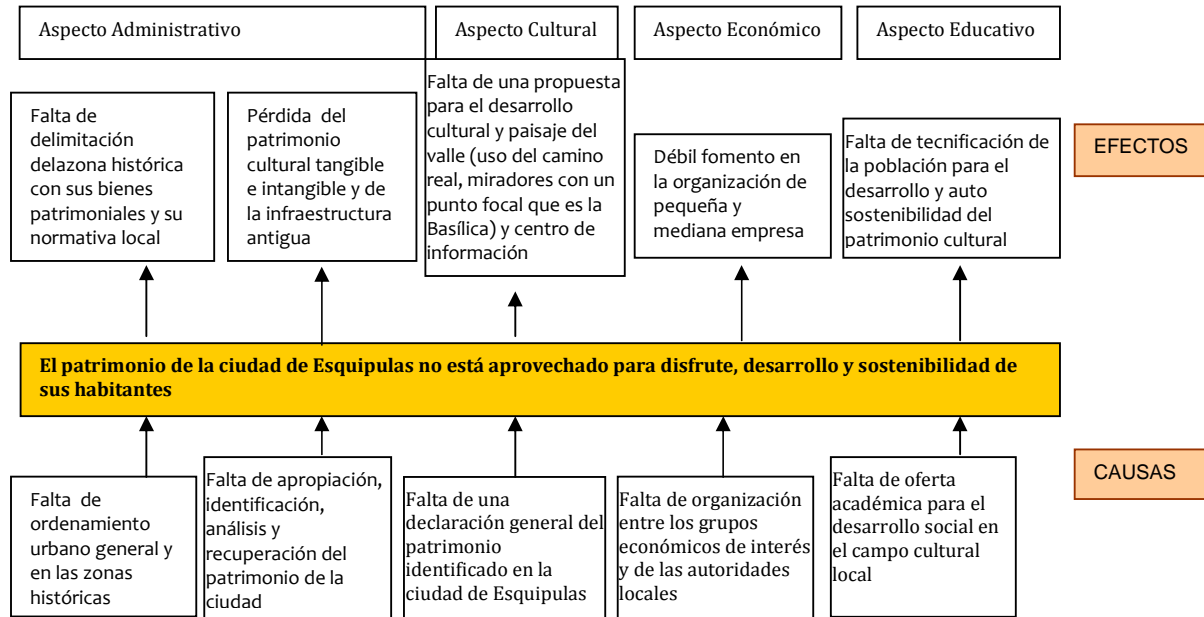 Aspecto Administrativo
Aspecto Cultural
Aspecto Económico
Aspecto Educativo
Falta de
delimitación
delazona histórica
con sus bienes
patrimoniales y su
normativa local
Pérdida del
patrimonio
cultural tangible
e intangible y de
la infraestructura
antigua
Falta de una propuesta
para el desarrollo
cultural y paisaje del
valle (uso del camino
real, miradores con un
punto focal que es la
Basílica) y centro de
información
Débil fomento en
la organización de
pequeña y
mediana empresa
Falta de tecnificación de
la población para el
desarrollo y auto
sostenibilidad del
patrimonio cultural
EFECTOS
El patrimonio de la ciudad de Esquipulas no está aprovechado para disfrute, desarrollo y sostenibilidad de
sus habitantes
Falta de
ordenamiento
urbano general y
en las zonas
históricas
Falta de apropiación,
identificación,
análisis y
recuperación del
patrimonio de la
ciudad
Falta de una
declaración general del
patrimonio
identificado en la
ciudad de Esquipulas
Falta de organización
entre los grupos
económicos de interés
y de las autoridades
locales
Falta de oferta
académica para el
desarrollo social en
el campo cultural
local
CAUSAS